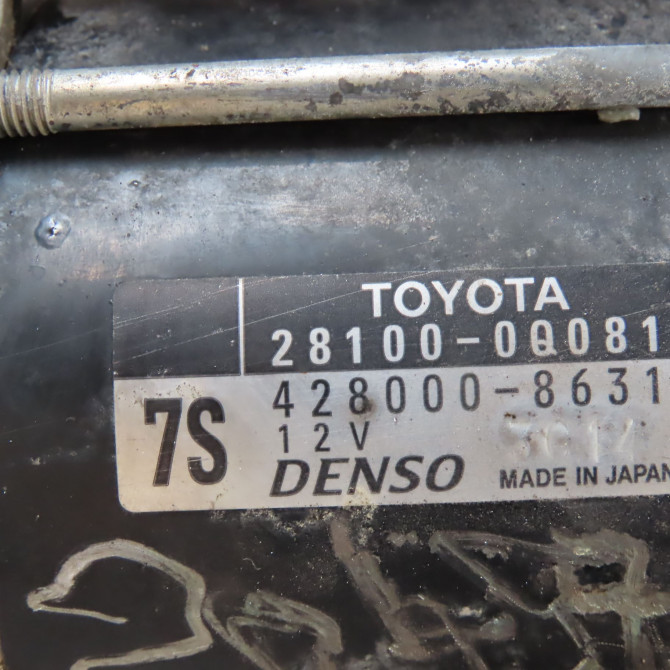 TOYOTA
28100-0Q081
7S
428000-8631
12V
DENSO MADE IN JAPAN